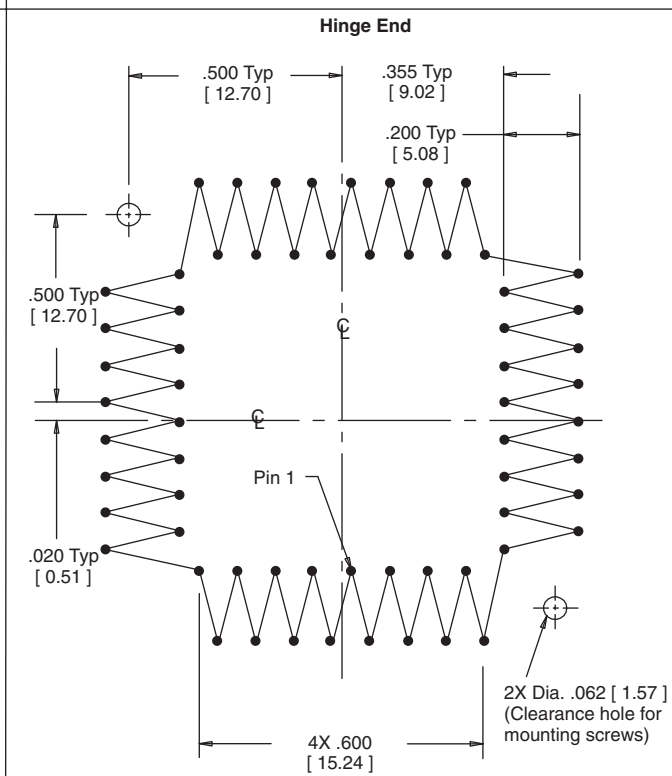 Hinge End
.500 Typ
[ 12.70 ]
.355 Typ
[ 9.02 ]
.200 Typ
[ 5.08 ]
.500 Typ
[ 12.70 ]
℄
℄
Pin 1
.020 Typ
[ 0.51 ]
2X Dia. .062 [ 1.57 ]
(Clearance hole for
mounting screws)
4X .600
[ 15.24 ]